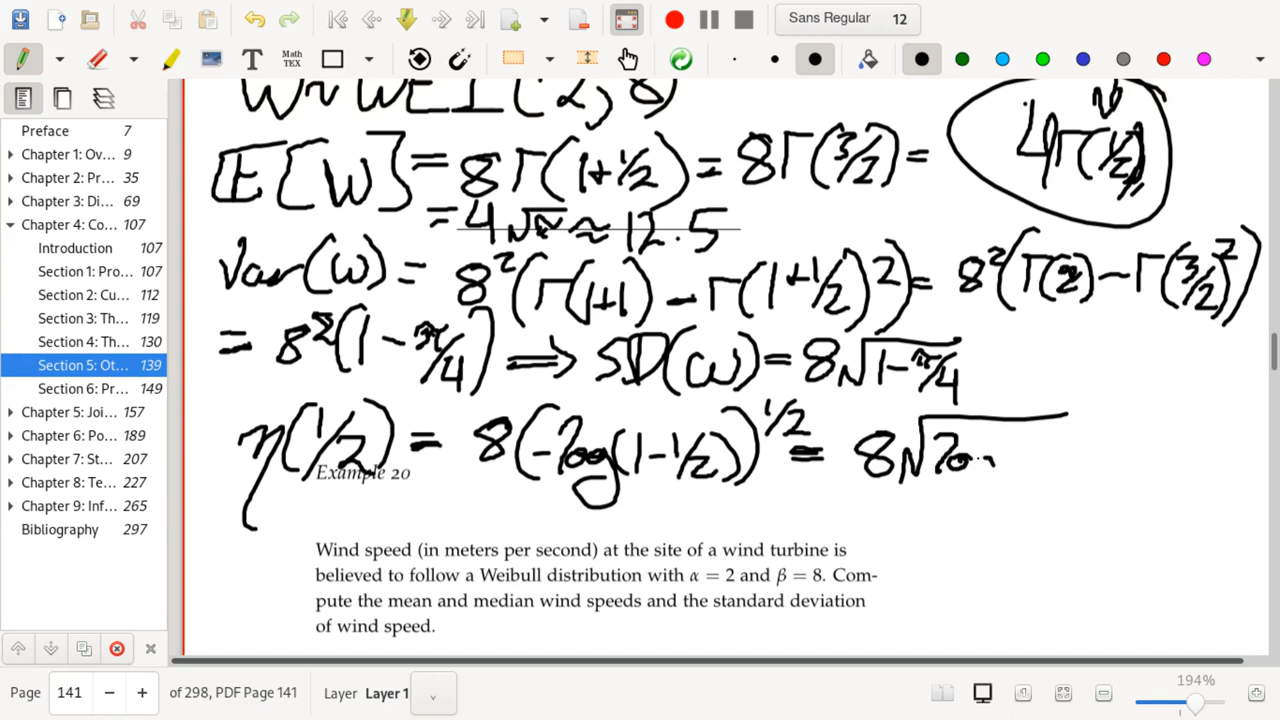 Sans Regular 12
T Math TEX
Preface 7
Chapter 1: Ov... 9
Chapter 2: Pr... 35
Chapter 3: Di... 69
Chapter 4: Co... 107
Introduction 107
Section 1: Pro... 107
Section 2: Cu... 112
Section 3: Th... 119
Section 4: Th... 130
Section 5: Ot... 139
Section 6: Pr... 149
Chapter 5: Joi... 157
Chapter 6: Po... 189
Chapter 7: St... 207
Chapter 8: Te... 227
Chapter 9: Inf... 265
Bibliography 297
W~WEI(2,8)
E[W] = 8Γ(1+1/2) = 8Γ(3/2) = 4Γ(1/2)
= 4√π ≈ 12.5
Var(W) = 8²(Γ(1+1) − Γ(1+1/2)²) = 8²(Γ(2) − Γ(3/2)²)
= 8²(1 − π/4) ⟹ SD(W) = 8√1−π/4
η(1/2) = 8(−log(1−1/2))^1/2 = 8√lo
Example 20
Wind speed (in meters per second) at the site of a wind turbine is
believed to follow a Weibull distribution with α = 2 and β = 8. Com-
pute the mean and median wind speeds and the standard deviation
of wind speed.
Page 141 − + of 298, PDF Page 141 Layer Layer 1 194%